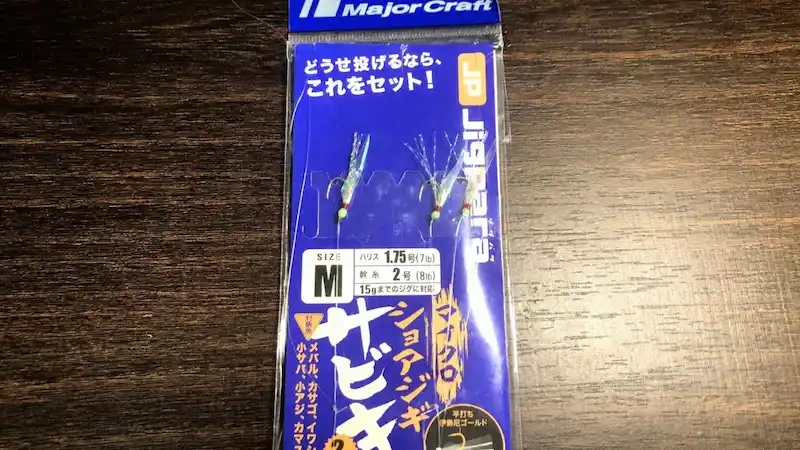 Major Craft
どうせ投げるなら、
これをセット！
JP Jigpara
SIZE
M
ハリス 1.75号(7lb)
幹糸 2号(8lb)
15gまでのジグに対応
マイクロ
ショアジギ
サビキ
対象魚
メバル、カサゴ、イワシ
小サバ、小アジ、カマス
2
平打ち
伊勢尼ゴールド